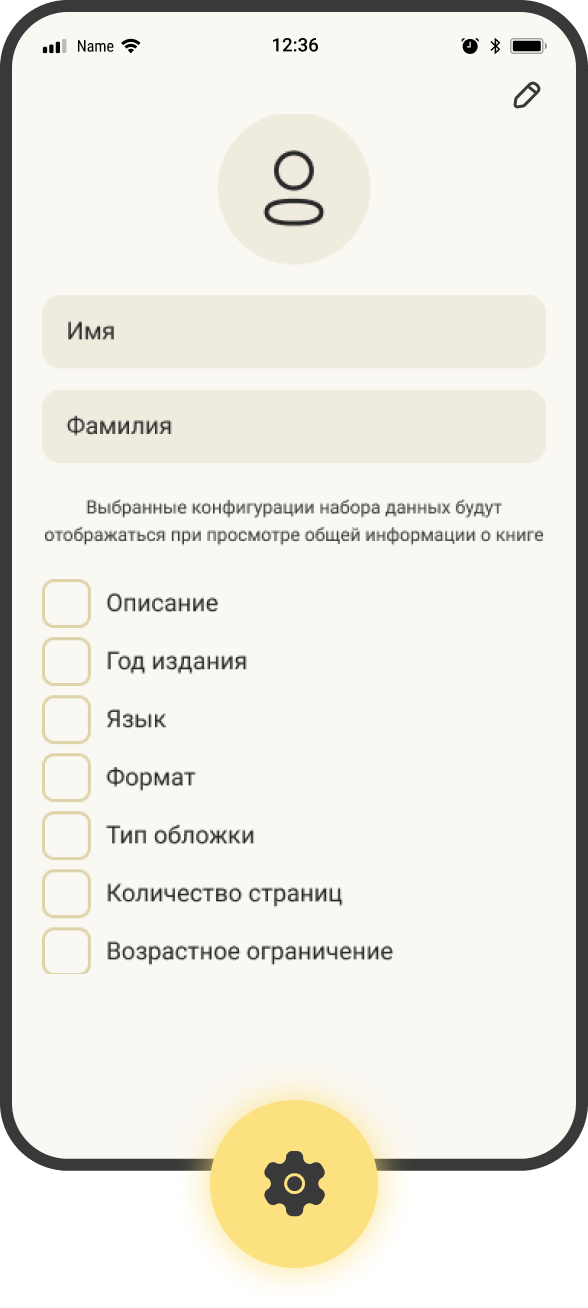 Name 12:36
Имя
Фамилия
Выбранные конфигурации набора данных будут
отображаться при просмотре общей информации о книге
Описание
Год издания
Язык
Формат
Тип обложки
Количество страниц
Возрастное ограничение